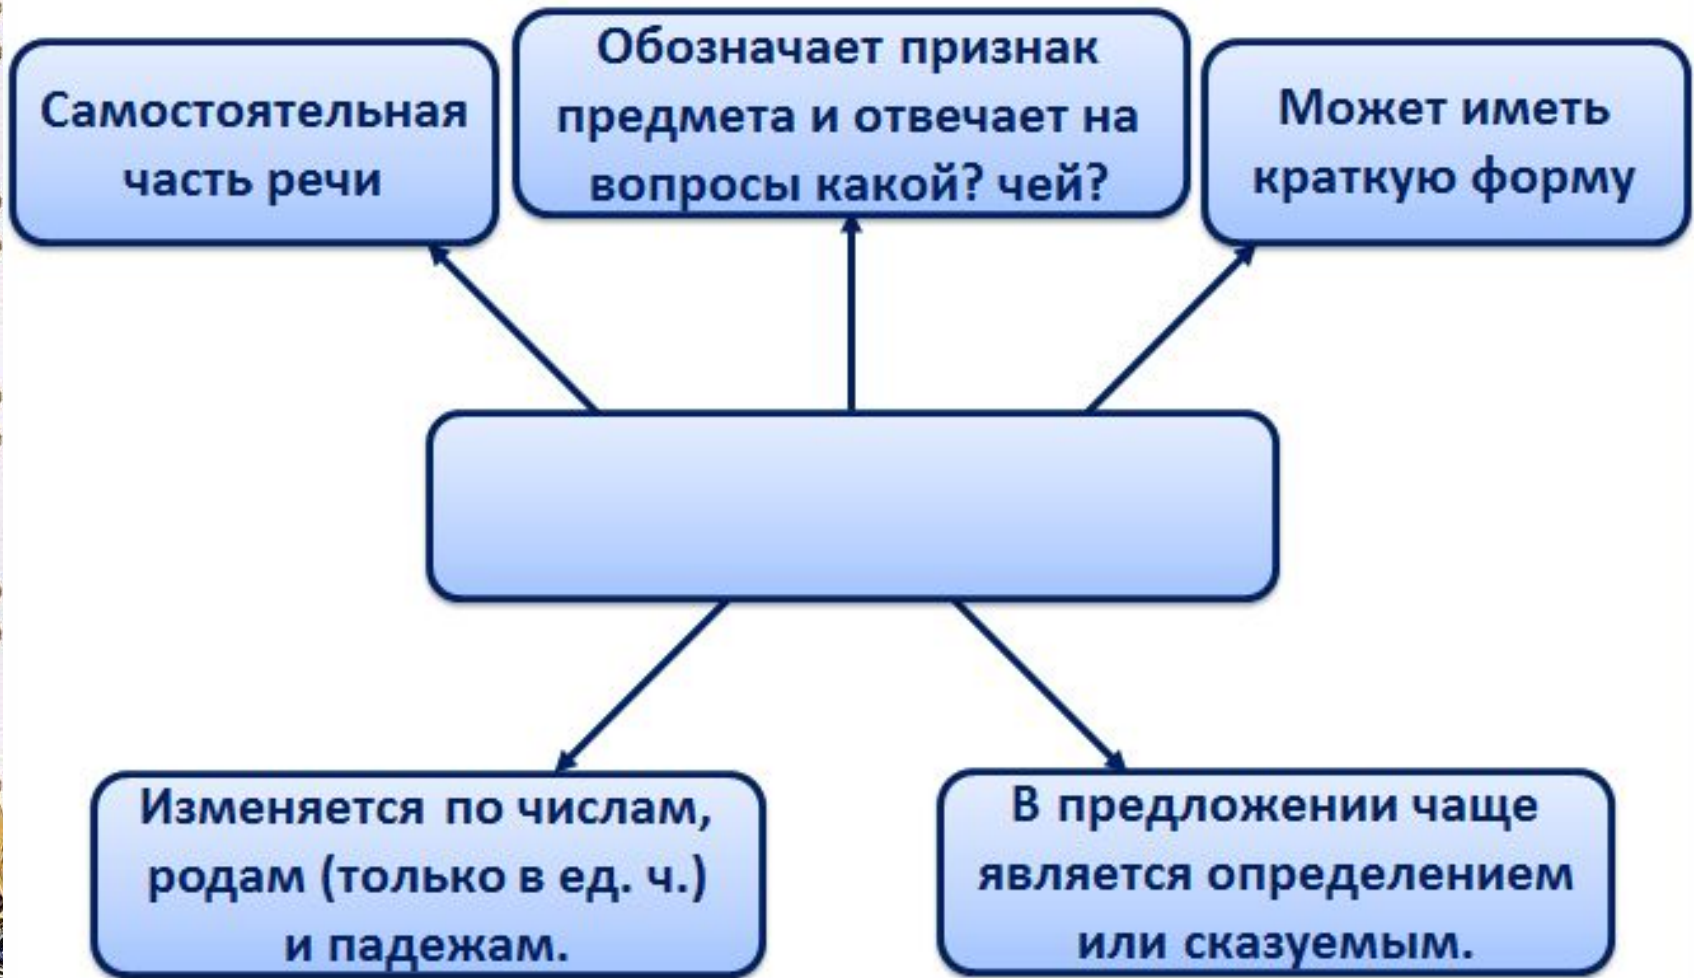 Самостоятельная
часть речи
Обозначает признак
предмета и отвечает на
вопросы какой? чей?
Может иметь
краткую форму
Изменяется по числам,
родам (только в ед. ч.)
и падежам.
В предложении чаще
является определением
или сказуемым.